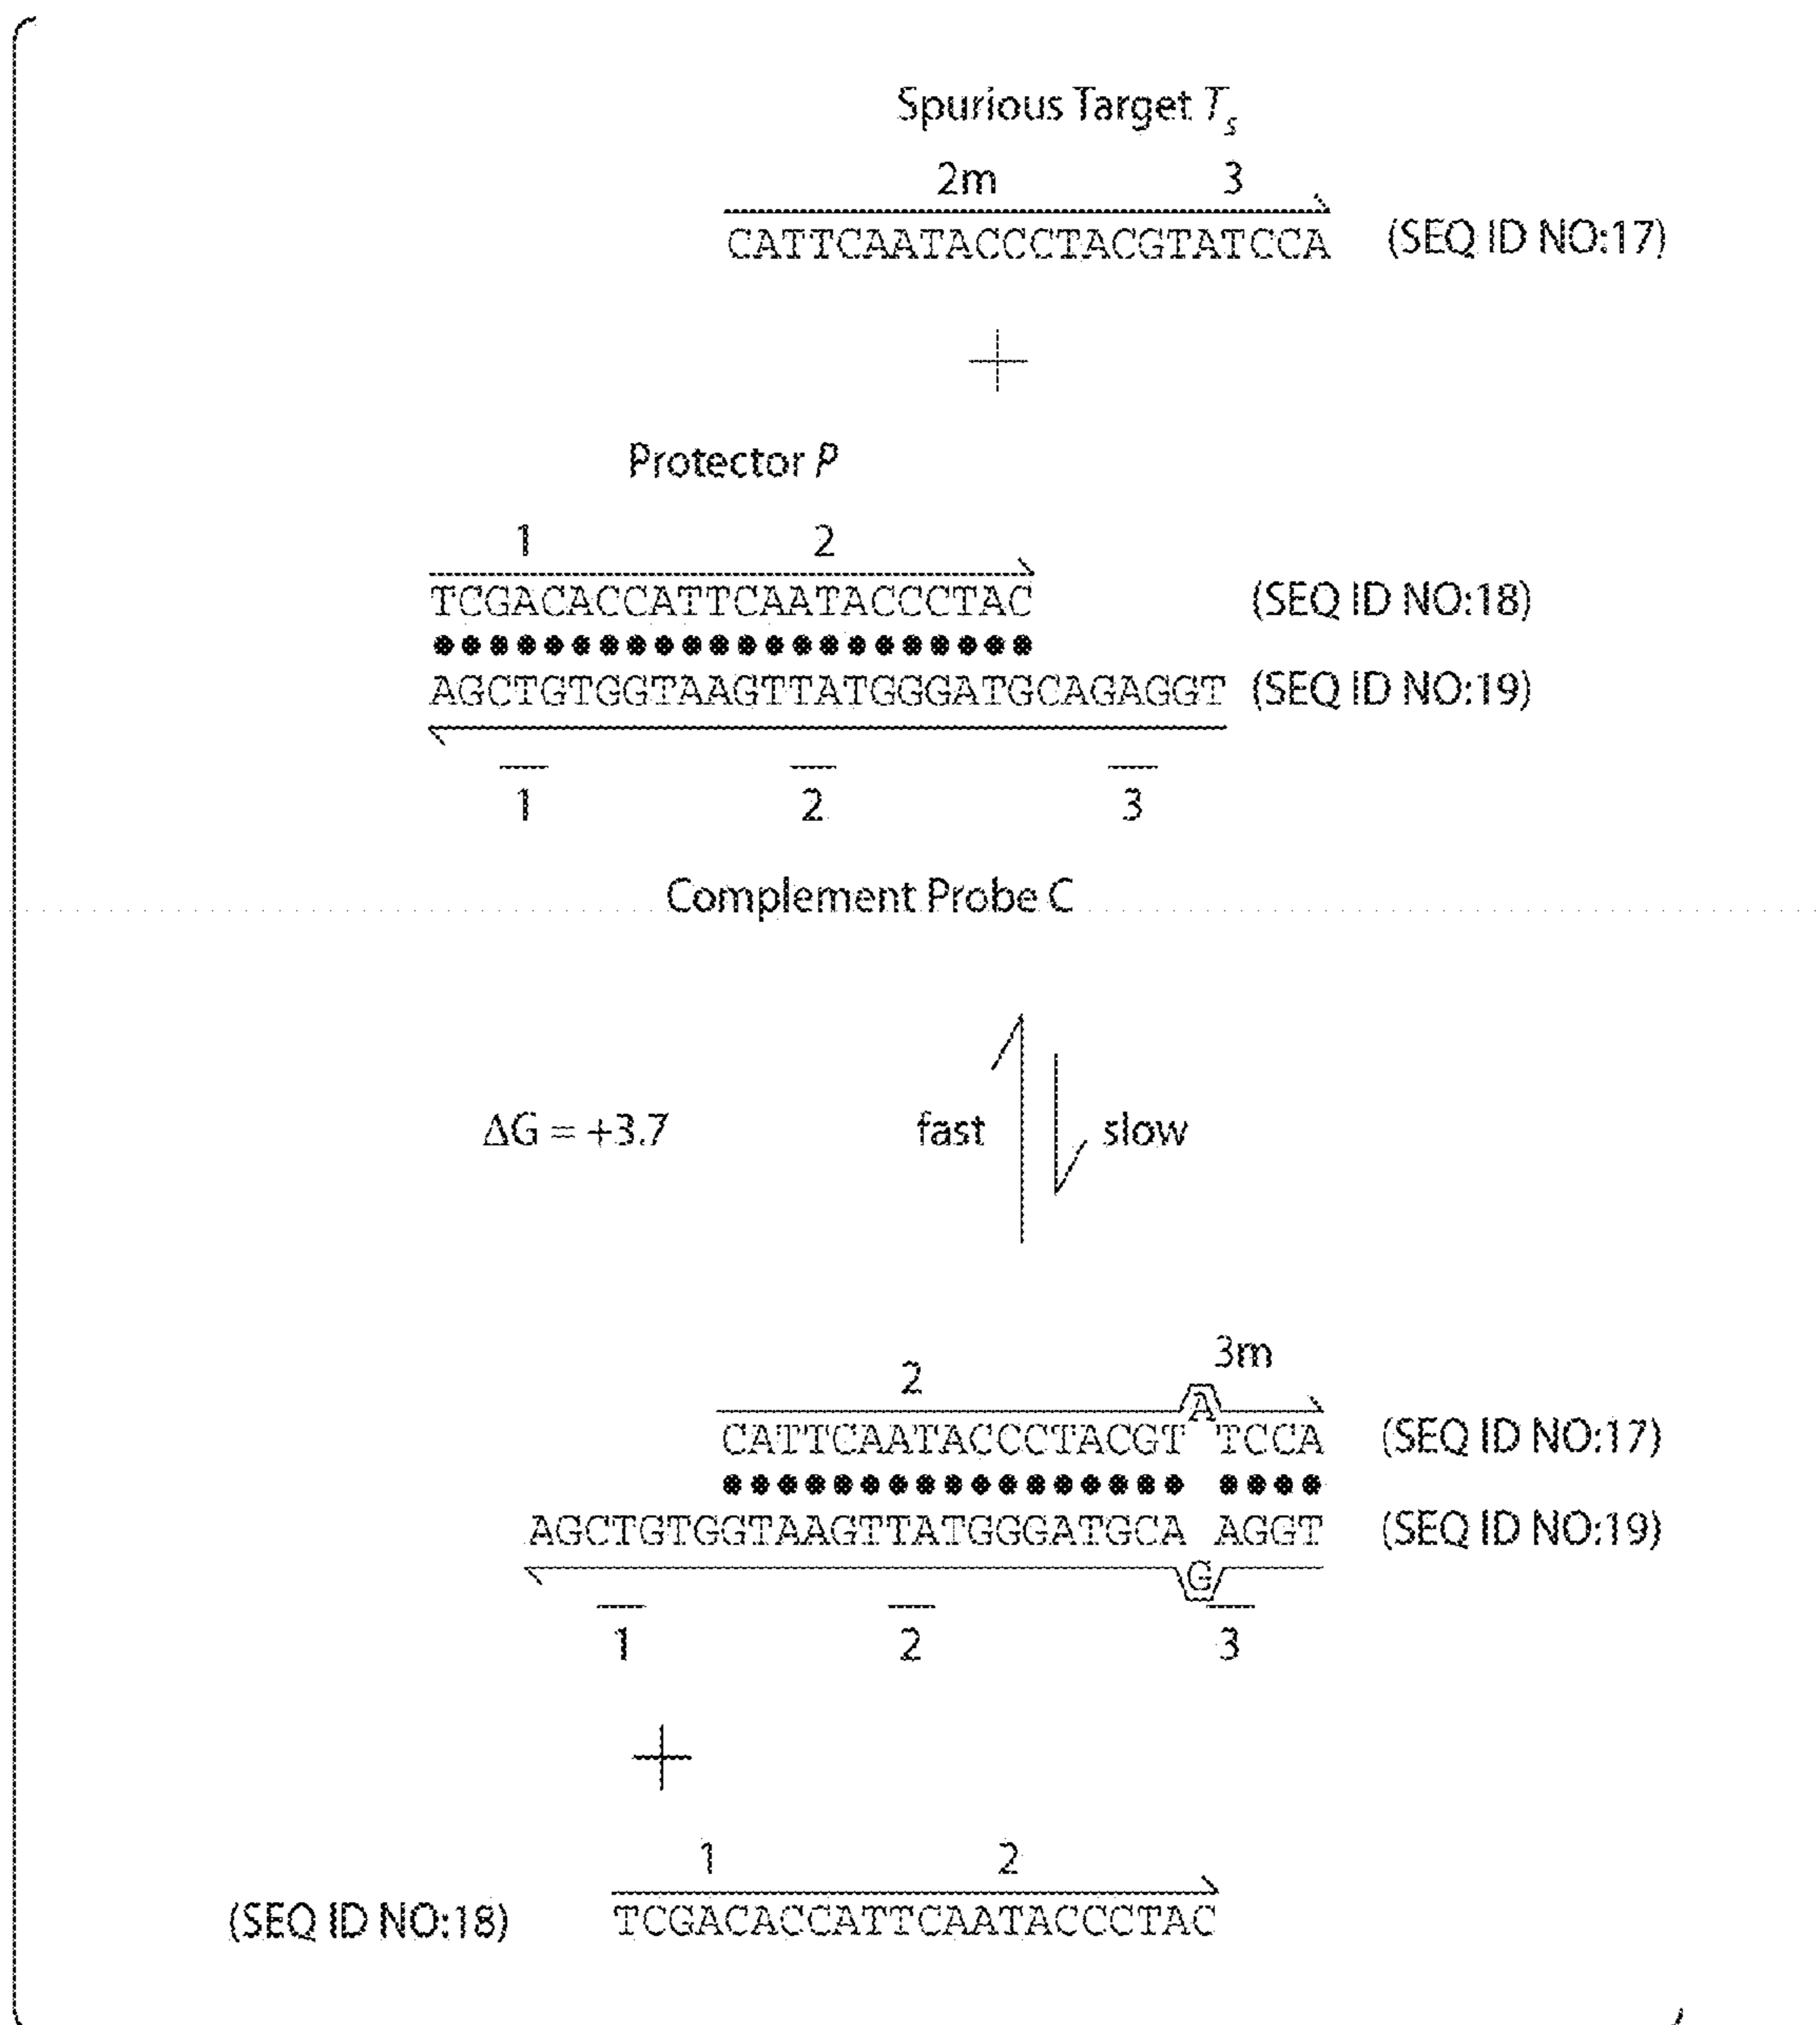 Spurious Target Ts
2m 3
CATTCAATACCCTACGTATCCA (SEQ ID NO:17)
+
Protector P
1 2
TCGACACCATTCAATACCCTAC (SEQ ID NO:18)
AGCTGTGGTAAGTTATGGGATGCAGAGGT (SEQ ID NO:19)
1 2 3
Complement Probe C
ΔG = +3.7 fast slow
2 3m
A
CATTCAATACCCTACGT TCCA (SEQ ID NO:17)
AGCTGTGGTAAGTTATGGGATGCA AGGT (SEQ ID NO:19)
G
1 2 3
+
1 2
(SEQ ID NO:18) TCGACACCATTCAATACCCTAC